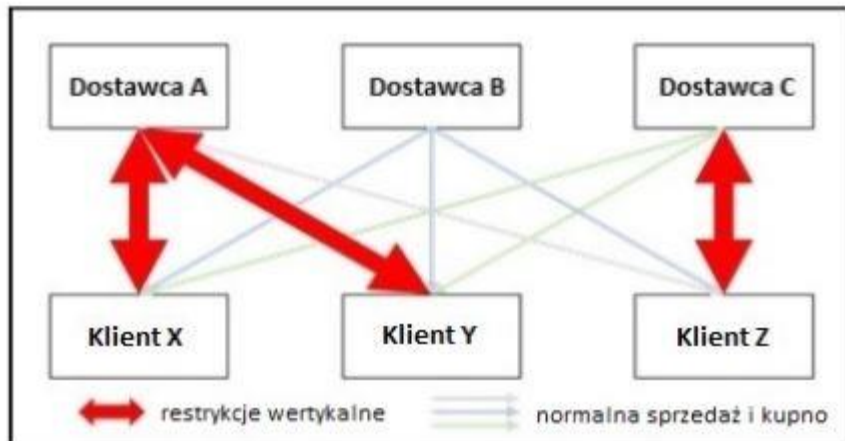 Dostawca A
Dostawca B
Dostawca C
Klient X
Klient Y
Klient Z
restrykcje wertykalne
normalna sprzedaż i kupno